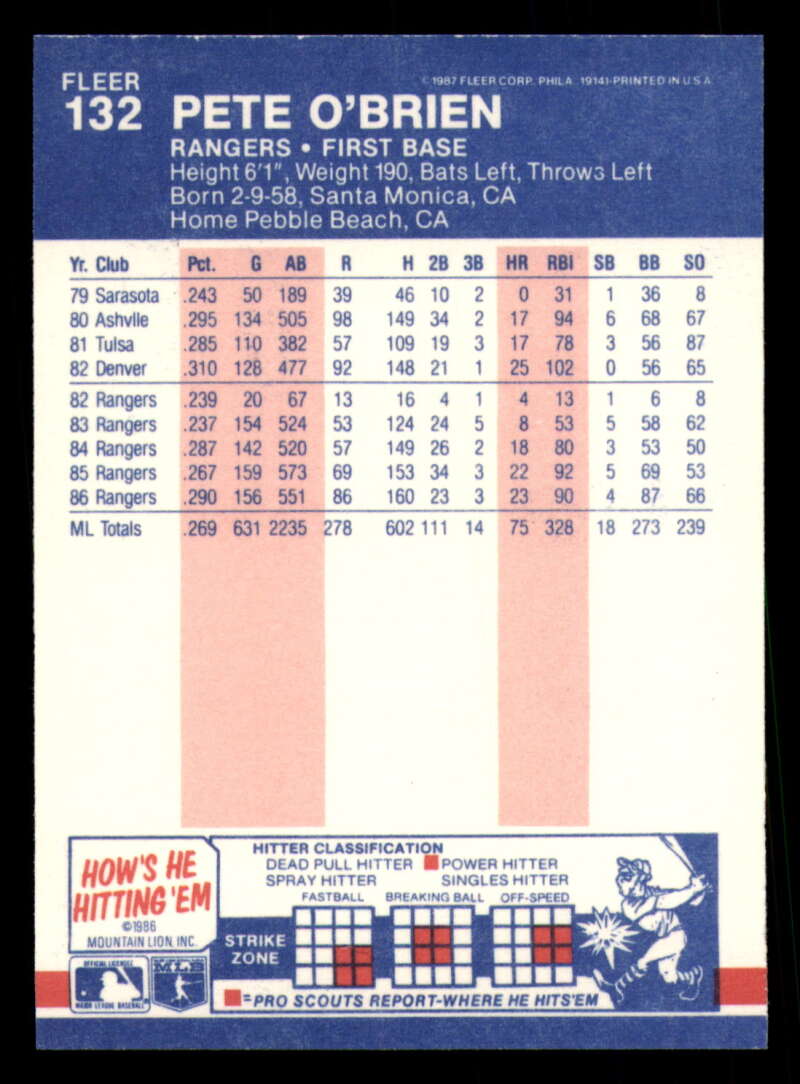 FLEER
©1987 FLEER CORP. PHILA. 19141-PRINTED IN U.S.A.
132 PETE O'BRIEN
RANGERS • FIRST BASE
Height 6'1", Weight 190, Bats Left, Throws Left
Born 2-9-58, Santa Monica, CA
Home Pebble Beach, CA
Yr. Club Pct. G AB R H 2B 3B HR RBI SB BB SO
79 Sarasota .243 50 189 39 46 10 2 0 31 1 36 8
80 Ashvlle .295 134 505 98 149 34 2 17 94 6 68 67
81 Tulsa .285 110 382 57 109 19 3 17 78 3 56 87
82 Denver .310 128 477 92 148 21 1 25 102 0 56 65
82 Rangers .239 20 67 13 16 4 1 4 13 1 6 8
83 Rangers .237 154 524 53 124 24 5 8 53 5 58 62
84 Rangers .287 142 520 57 149 26 2 18 80 3 53 50
85 Rangers .267 159 573 69 153 34 3 22 92 5 69 53
86 Rangers .290 156 551 86 160 23 3 23 90 4 87 66
ML Totals .269 631 2235 278 602 111 14 75 328 18 273 239
HOW'S HE
HITTING 'EM
©1986
MOUNTAIN LION, INC.
HITTER CLASSIFICATION
DEAD PULL HITTER POWER HITTER
SPRAY HITTER SINGLES HITTER
FASTBALL BREAKING BALL OFF-SPEED
STRIKE
ZONE
=PRO SCOUTS REPORT-WHERE HE HITS 'EM
OFFICIAL LICENSEE
MAJOR LEAGUE BASEBALL
MLB